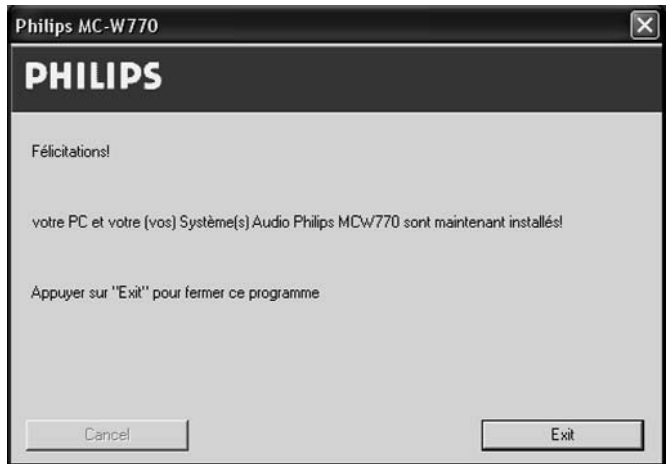 Philips MC-W770
PHILIPS
Félicitations!
votre PC et votre (vos) Système(s) Audio Philips MCW770 sont maintenant installés!
Appuyer sur "Exit" pour fermer ce programme
Cancel
Exit